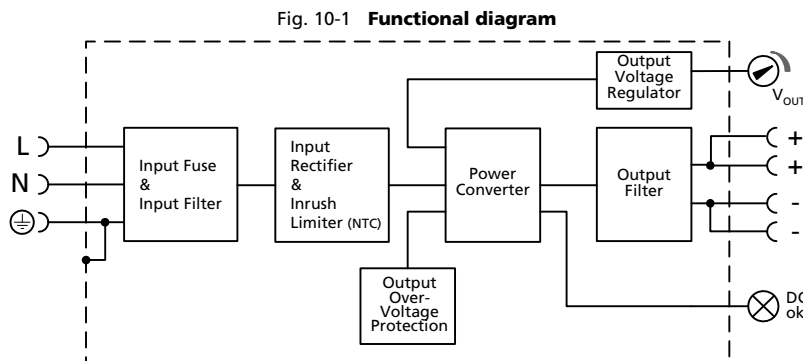 Fig. 10-1 Functional diagram
Output
Voltage
Regulator
V_OUT
L
N
Input Fuse
&
Input Filter
Input
Rectifier
&
Inrush
Limiter (NTC)
Power
Converter
Output
Filter
+
+
-
-
Output
Over-
Voltage
Protection
DC
ok